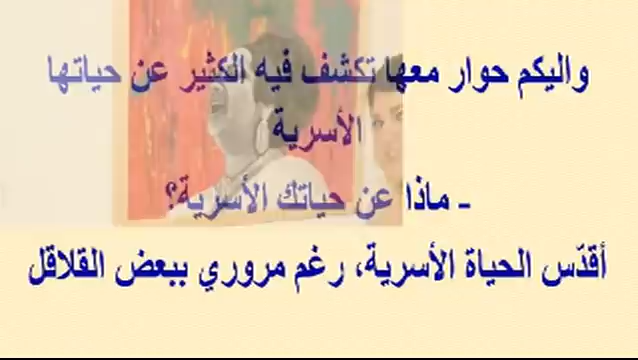 واليكم حوار معها تكشف فيه الكثير عن حياتها
الأسرية
ـ ماذا عن حياتك الأسرية؟
أقدّس الحياة الأسرية، رغم مروري ببعض القلاقل